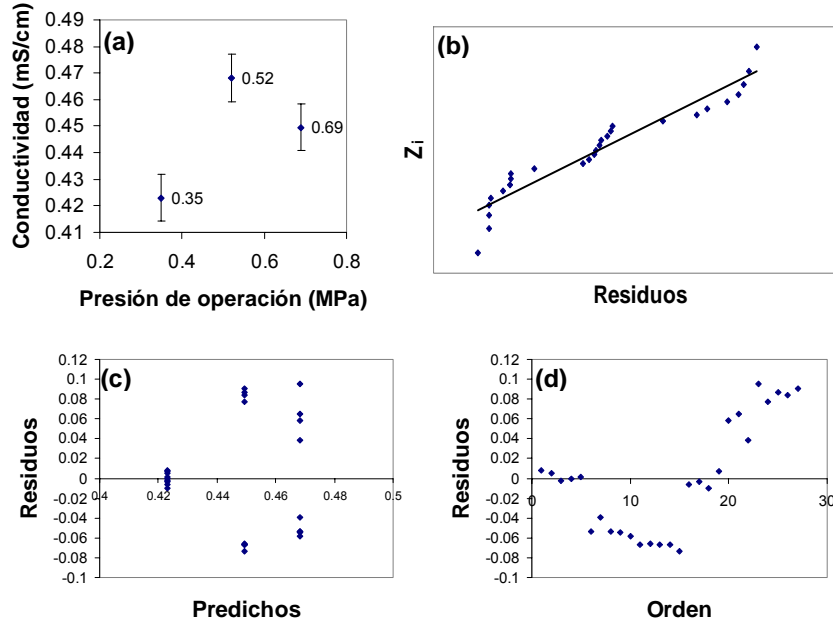 (a)
Conductividad (mS/cm)
0.49
0.48
0.47
0.46
0.45
0.44
0.43
0.42
0.41
0.52
0.69
0.35
0.2 0.4 0.6 0.8
Presión de operación (MPa)
(b)
Zi
Residuos
(c)
Residuos
0.12
0.1
0.08
0.06
0.04
0.02
0
-0.02
-0.04
-0.06
-0.08
-0.1
0.4 0.42 0.44 0.46 0.48 0.5
Predichos
(d)
Residuos
0.12
0.1
0.08
0.06
0.04
0.02
0
-0.02
-0.04
-0.06
-0.08
-0.1
0 10 20 30
Orden